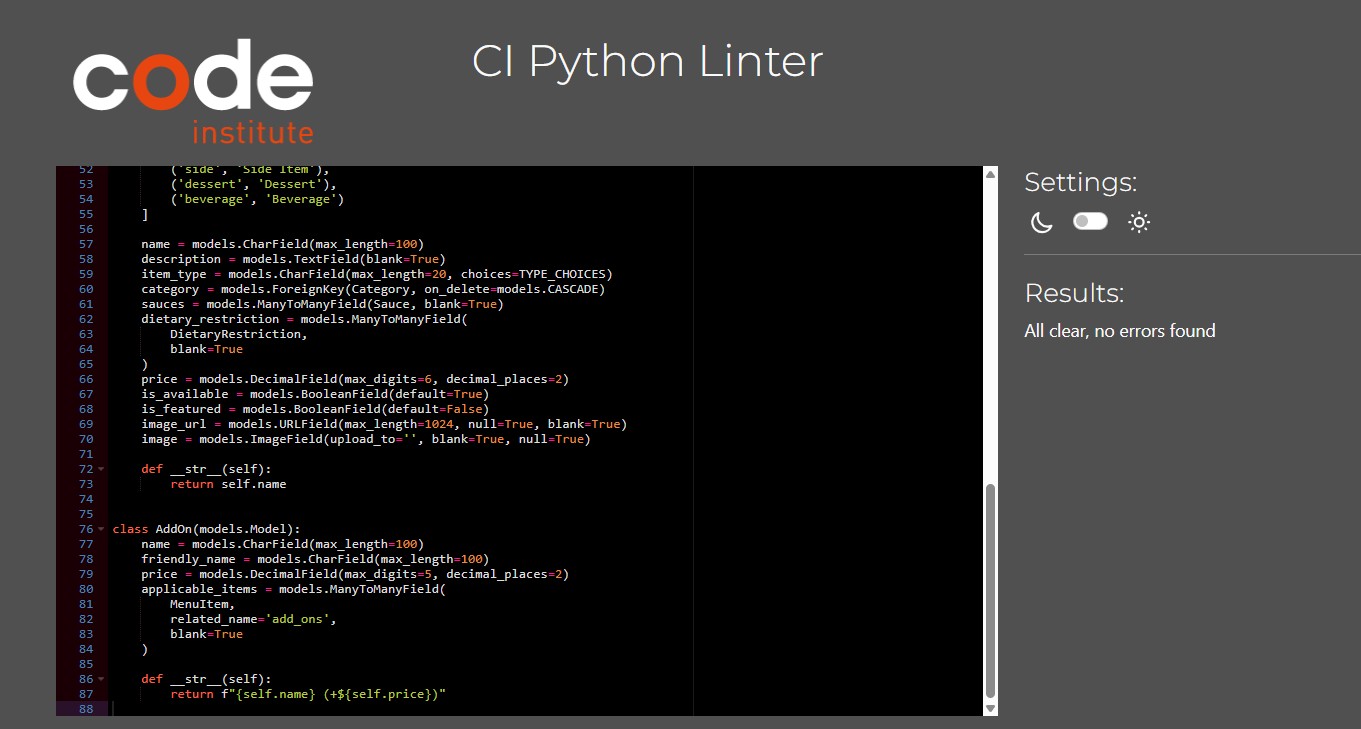 code
institute
CI Python Linter
52 ('side', 'Side Item'),
53 ('dessert', 'Dessert'),
54 ('beverage', 'Beverage')
55 ]
56
57 name = models.CharField(max_length=100)
58 description = models.TextField(blank=True)
59 item_type = models.CharField(max_length=20, choices=TYPE_CHOICES)
60 category = models.ForeignKey(Category, on_delete=models.CASCADE)
61 sauces = models.ManyToManyField(Sauce, blank=True)
62 dietary_restriction = models.ManyToManyField(
63 DietaryRestriction,
64 blank=True
65 )
66 price = models.DecimalField(max_digits=6, decimal_places=2)
67 is_available = models.BooleanField(default=True)
68 is_featured = models.BooleanField(default=False)
69 image_url = models.URLField(max_length=1024, null=True, blank=True)
70 image = models.ImageField(upload_to='', blank=True, null=True)
71
72 def __str__(self):
73 return self.name
74
75
76 class AddOn(models.Model):
77 name = models.CharField(max_length=100)
78 friendly_name = models.CharField(max_length=100)
79 price = models.DecimalField(max_digits=5, decimal_places=2)
80 applicable_items = models.ManyToManyField(
81 MenuItem,
82 related_name='add_ons',
83 blank=True
84 )
85
86 def __str__(self):
87 return f"{self.name} (+${self.price})"
88
Settings:
Results:
All clear, no errors found